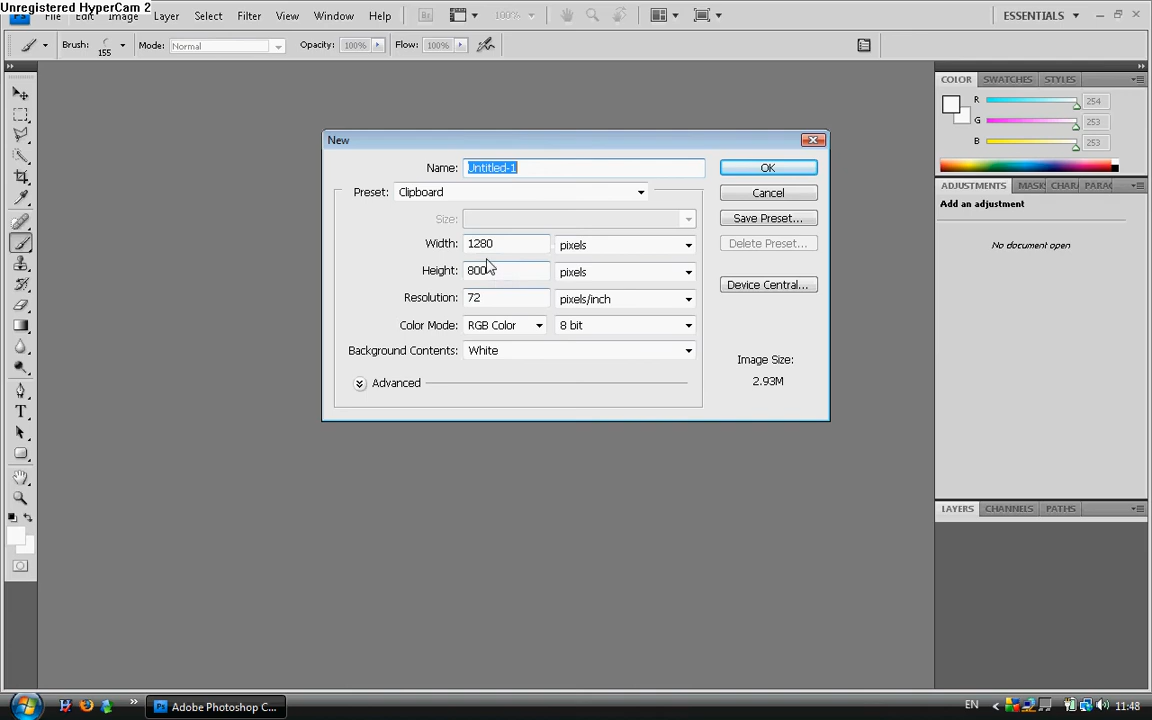 Unregistered HyperCam 2
Ps File Edit Image Layer Select Filter View Window Help 100% ESSENTIALS
Brush: 155 Mode: Normal Opacity: 100% Flow: 100%
COLOR SWATCHES STYLES
R 254
G 253
B 253
ADJUSTMENTS MASK CHAR PARAG
Add an adjustment
No document open
LAYERS CHANNELS PATHS
New
Name: Untitled-1 OK
Preset: Clipboard Cancel
Size: Save Preset...
Width: 1280 pixels Delete Preset...
Height: 800 pixels
Resolution: 72 pixels/inch Device Central...
Color Mode: RGB Color 8 bit
Background Contents: White
Image Size:
2.93M
Advanced
T
Ps Adobe Photoshop C...
EN 11:48